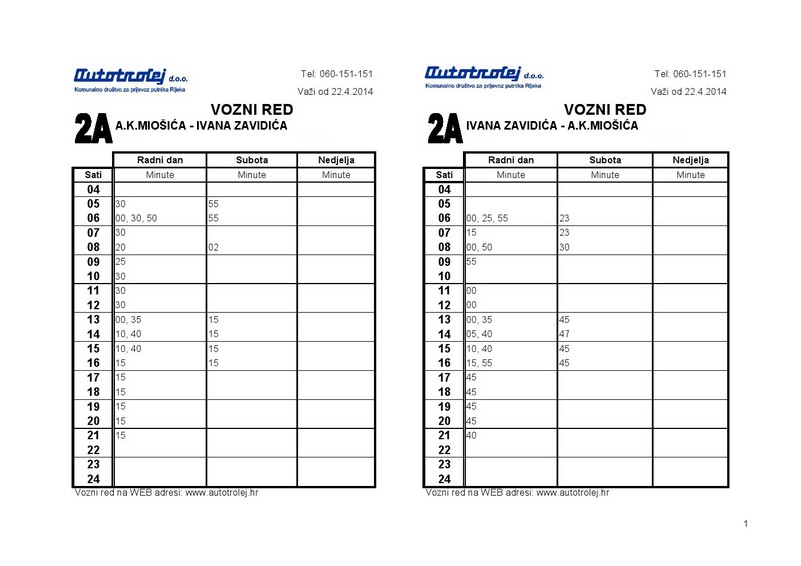 Autotrolej d.o.o.
Komunalno društvo za prijevoz putnika Rijeka
Tel: 060-151-151
Važi od 22.4.2014
VOZNI RED
2A A.K.MIOŠIĆA - IVANA ZAVIDIĆA
Radni dan Subota Nedjelja
Sati Minute Minute Minute
04
05 30 55
06 00, 30, 50 55
07 30
08 20 02
09 25
10 30
11 30
12 30
13 00, 35 15
14 10, 40 15
15 10, 40 15
16 15 15
17 15
18 15
19 15
20 15
21 15
22
23
24
Vozni red na WEB adresi: www.autotrolej.hr
Autotrolej d.o.o.
Komunalno društvo za prijevoz putnika Rijeka
Tel: 060-151-151
Važi od 22.4.2014
VOZNI RED
2A IVANA ZAVIDIĆA - A.K.MIOŠIĆA
Radni dan Subota Nedjelja
Sati Minute Minute Minute
04
05
06 00, 25, 55 23
07 15 23
08 00, 50 30
09 55
10
11 00
12 00
13 00, 35 45
14 05, 40 47
15 10, 40 45
16 15, 55 45
17 45
18 45
19 45
20 45
21 40
22
23
24
Vozni red na WEB adresi: www.autotrolej.hr
1